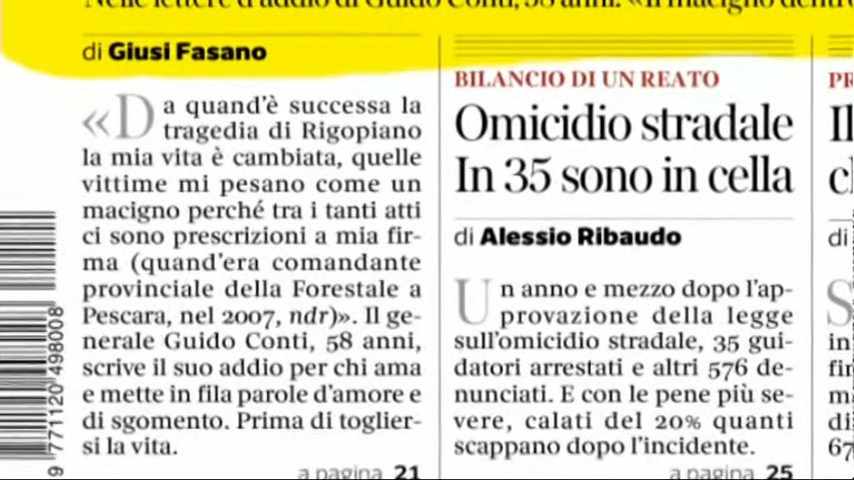 di Giusi Fasano
«Da quand'è successa la
tragedia di Rigopiano
la mia vita è cambiata, quelle
vittime mi pesano come un
macigno perché tra i tanti atti
ci sono prescrizioni a mia fir-
ma (quand'era comandante
provinciale della Forestale a
Pescara, nel 2007, ndr)». Il ge-
nerale Guido Conti, 58 anni,
scrive il suo addio per chi ama
e mette in fila parole d'amore e
di sgomento. Prima di toglier-
si la vita.
a pagina 21
BILANCIO DI UN REATO
Omicidio stradale
In 35 sono in cella
di Alessio Ribaudo
Un anno e mezzo dopo l'ap-
provazione della legge
sull'omicidio stradale, 35 gui-
datori arrestati e altri 576 de-
nunciati. E con le pene più se-
vere, calati del 20% quanti
scappano dopo l'incidente.
a pagina 25
di
9 771120 498008